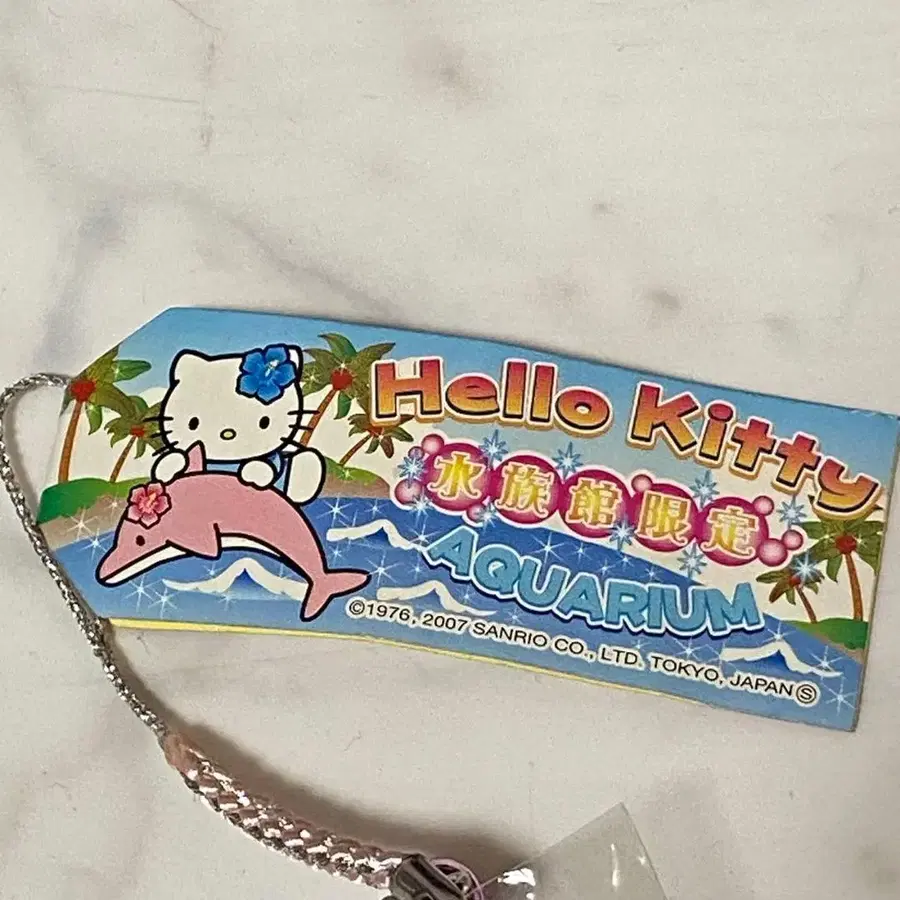 Hello Kitty
水族館限定
AQUARIUM
©1976, 2007 SANRIO CO., LTD. TOKYO, JAPAN Ⓢ